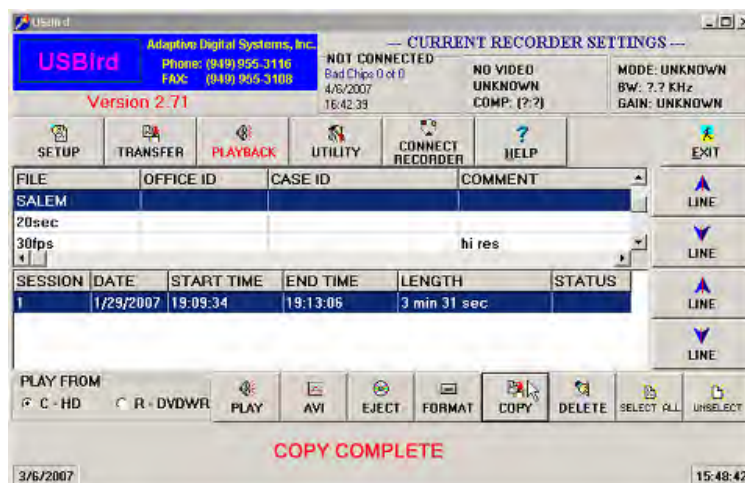 USBird
USBird
Adaptive Digital Systems, Inc.
Phone: (949) 955-3116
FAX: (949) 955-3108
Version 2.71
--- CURRENT RECORDER SETTINGS ---
NOT CONNECTED
Bad Chips 0 of 0
4/6/2007
16:42:39
NO VIDEO
UNKNOWN
COMP: (?:?)
MODE: UNKNOWN
BW: ?.? KHz
GAIN: UNKNOWN
SETUP TRANSFER PLAYBACK UTILITY CONNECT RECORDER HELP EXIT
FILE OFFICE ID CASE ID COMMENT
SALEM
20sec
30fps hi res
LINE
LINE
SESSION DATE START TIME END TIME LENGTH STATUS
1 1/29/2007 19:09:34 19:13:06 3 min 31 sec
LINE
LINE
PLAY FROM
C - HD R - DVDWR
PLAY AVI EJECT FORMAT COPY DELETE SELECT ALL UNSELECT
COPY COMPLETE
3/6/2007 15:48:42